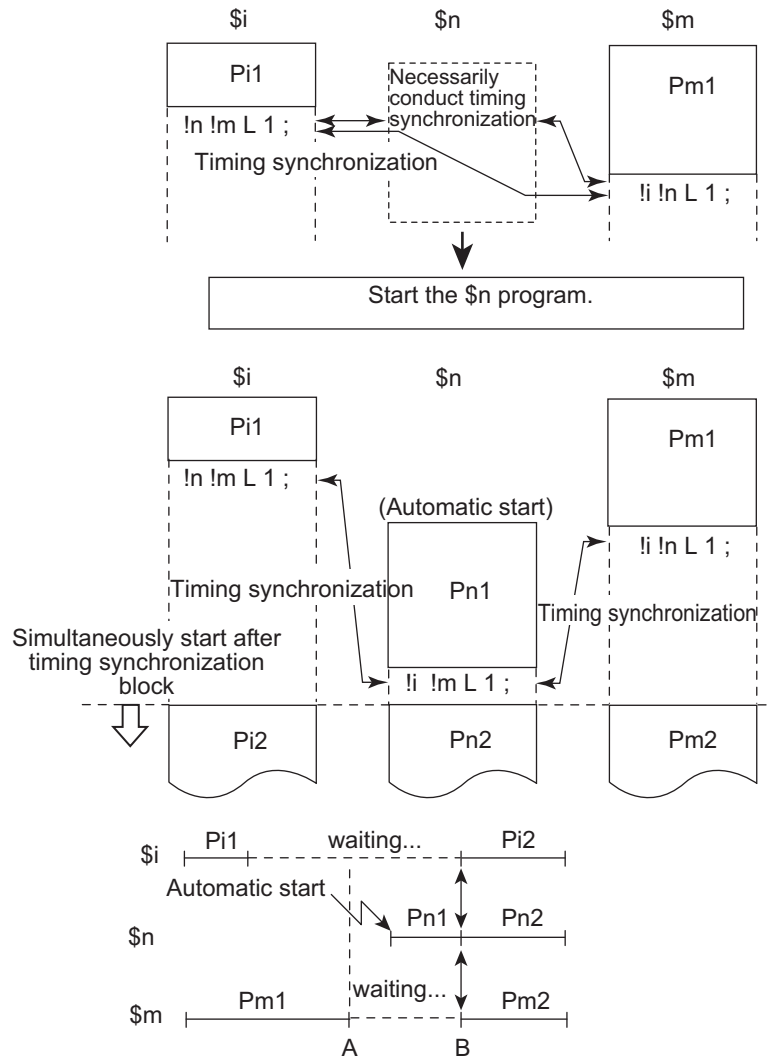 $i $n $m
Pi1
Necessarily
conduct timing
synchronization
Pm1
!n !m L 1 ;
Timing synchronization
!i !n L 1 ;
Start the $n program.
$i $n $m
Pi1
Pm1
!n !m L 1 ;
(Automatic start)
!i !n L 1 ;
Timing synchronization
Pn1
Timing synchronization
Simultaneously start after
timing synchronization
block
!i !m L 1 ;
Pi2 Pn2 Pm2
$i Pi1 waiting... Pi2
Automatic start
$n Pn1 Pn2
$m Pm1 waiting... Pm2
A B